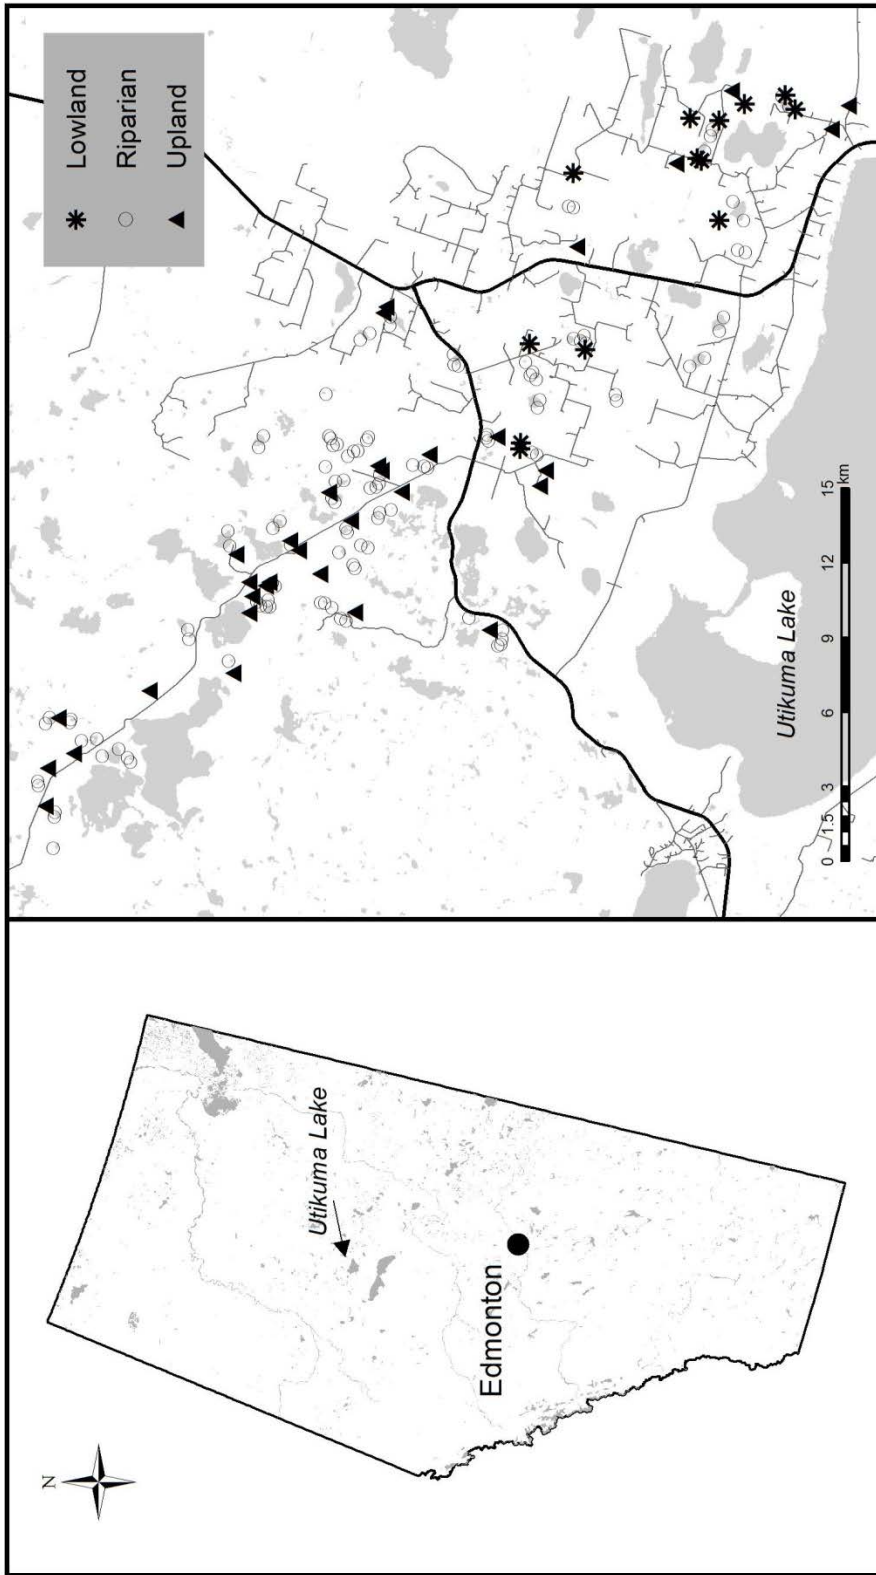 N
Utikuma Lake
Edmonton
Lowland
Riparian
Upland
Utikuma Lake
0 1.5 3 6 9 12 15
km